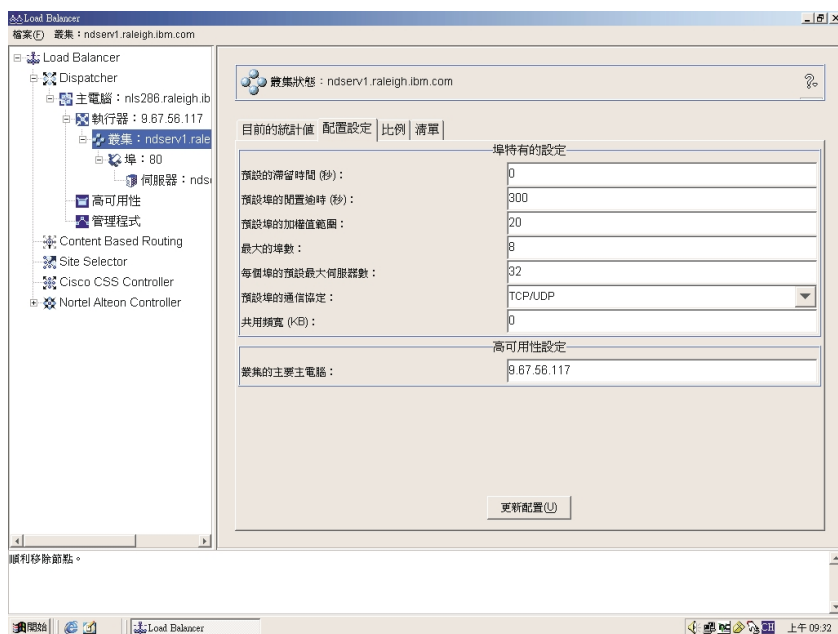 Load Balancer
檔案(F) 叢集：ndserv1.raleigh.ibm.com
Load Balancer
Dispatcher
主電腦：nls286.raleigh.ib
執行器：9.67.56.117
叢集：ndserv1.rale
埠：80
伺服器：nds
高可用性
管理程式
Content Based Routing
Site Selector
Cisco CSS Controller
Nortel Alteon Controller
叢集狀態：ndserv1.raleigh.ibm.com
?
目前的統計值 配置設定 比例 清單
埠特有的設定
預設的滯留時間 (秒)： 0
預設埠的閒置逾時 (秒)： 300
預設埠的加權值範圍： 20
最大的埠數： 8
每個埠的預設最大伺服器數： 32
預設埠的通信協定： TCP/UDP
共用頻寬 (KB)： 0
高可用性設定
叢集的主要主電腦： 9.67.56.117
更新配置(U)
順利移除節點。
開始 Load Balancer CH 上午 09:32